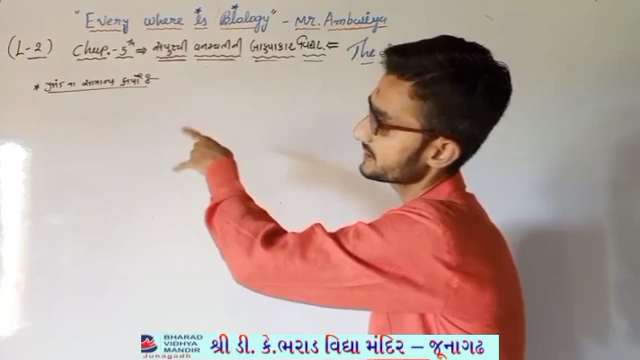 "Every where Is Biology" - Mr. Ambaliya
(L-2) Chap.-5th ⇒ સપુષ્પી વનસ્પતિની બાહ્યાકાર વિદ્યા ⇐ The
* મૂળના સામાન્ય કાર્યો
BHARAD VIDHYA MANDIR
Junagadh
શ્રી ડી. કે.ભરાડ વિદ્યા મંદિર – જૂનાગઢ